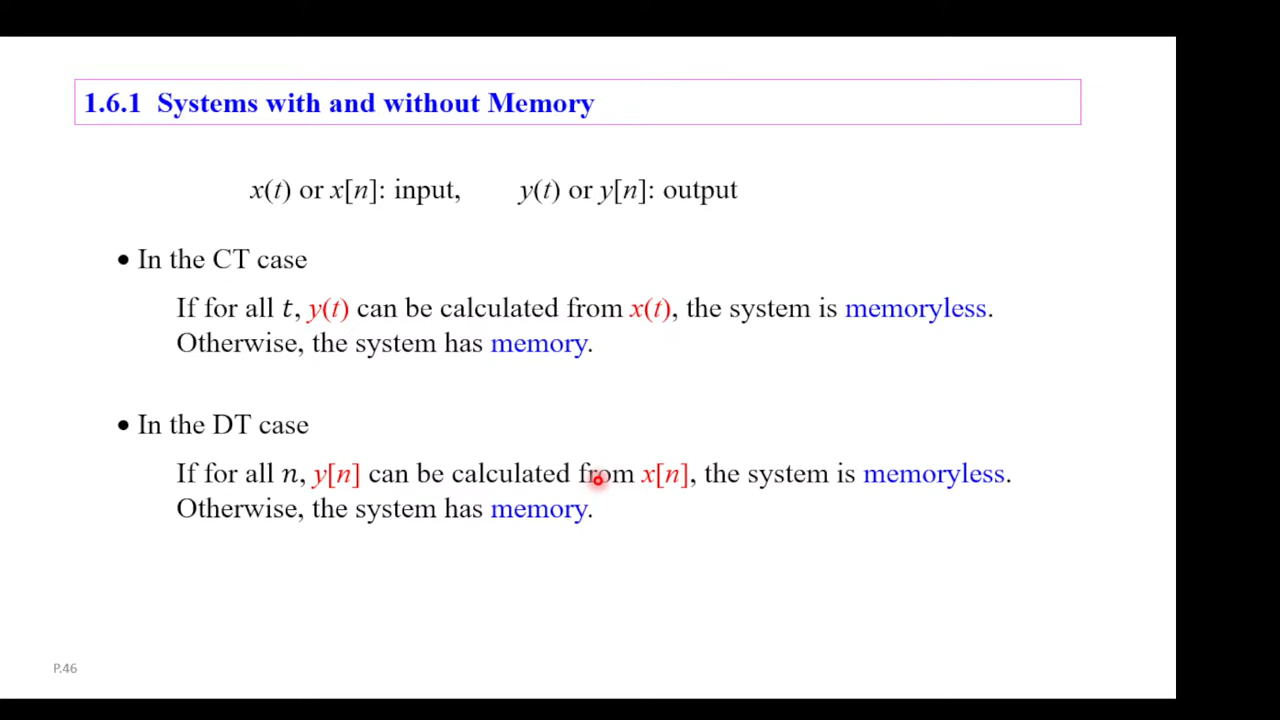 1.6.1 Systems with and without Memory
x(t) or x[n]: input, y(t) or y[n]: output
• In the CT case
If for all t, y(t) can be calculated from x(t), the system is memoryless.
Otherwise, the system has memory.
• In the DT case
If for all n, y[n] can be calculated from x[n], the system is memoryless.
Otherwise, the system has memory.
P.46